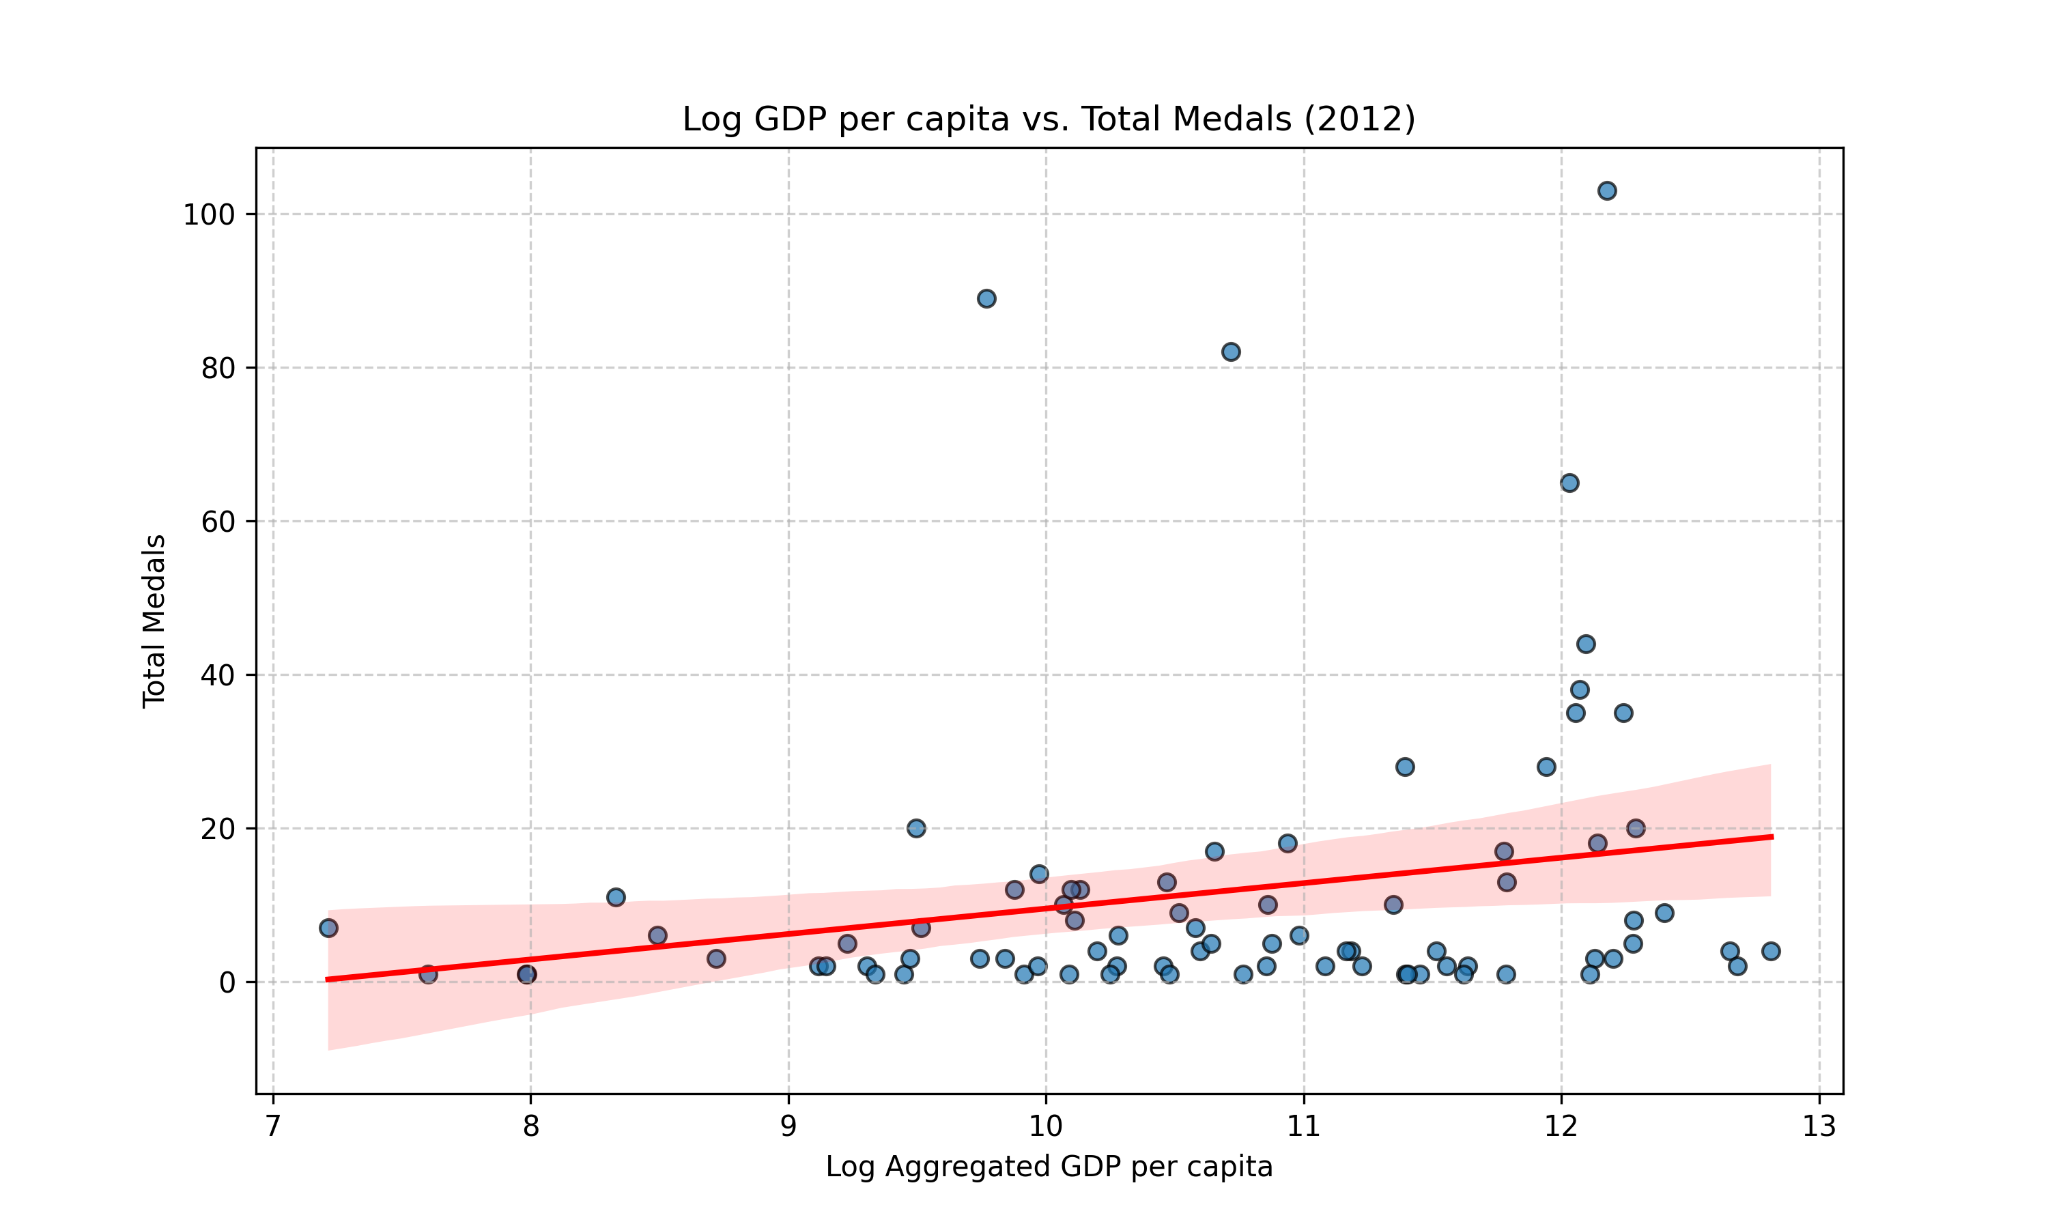 Log GDP per capita vs. Total Medals (2012)
100
80
60
40
20
0
Total Medals
7 8 9 10 11 12 13
Log Aggregated GDP per capita